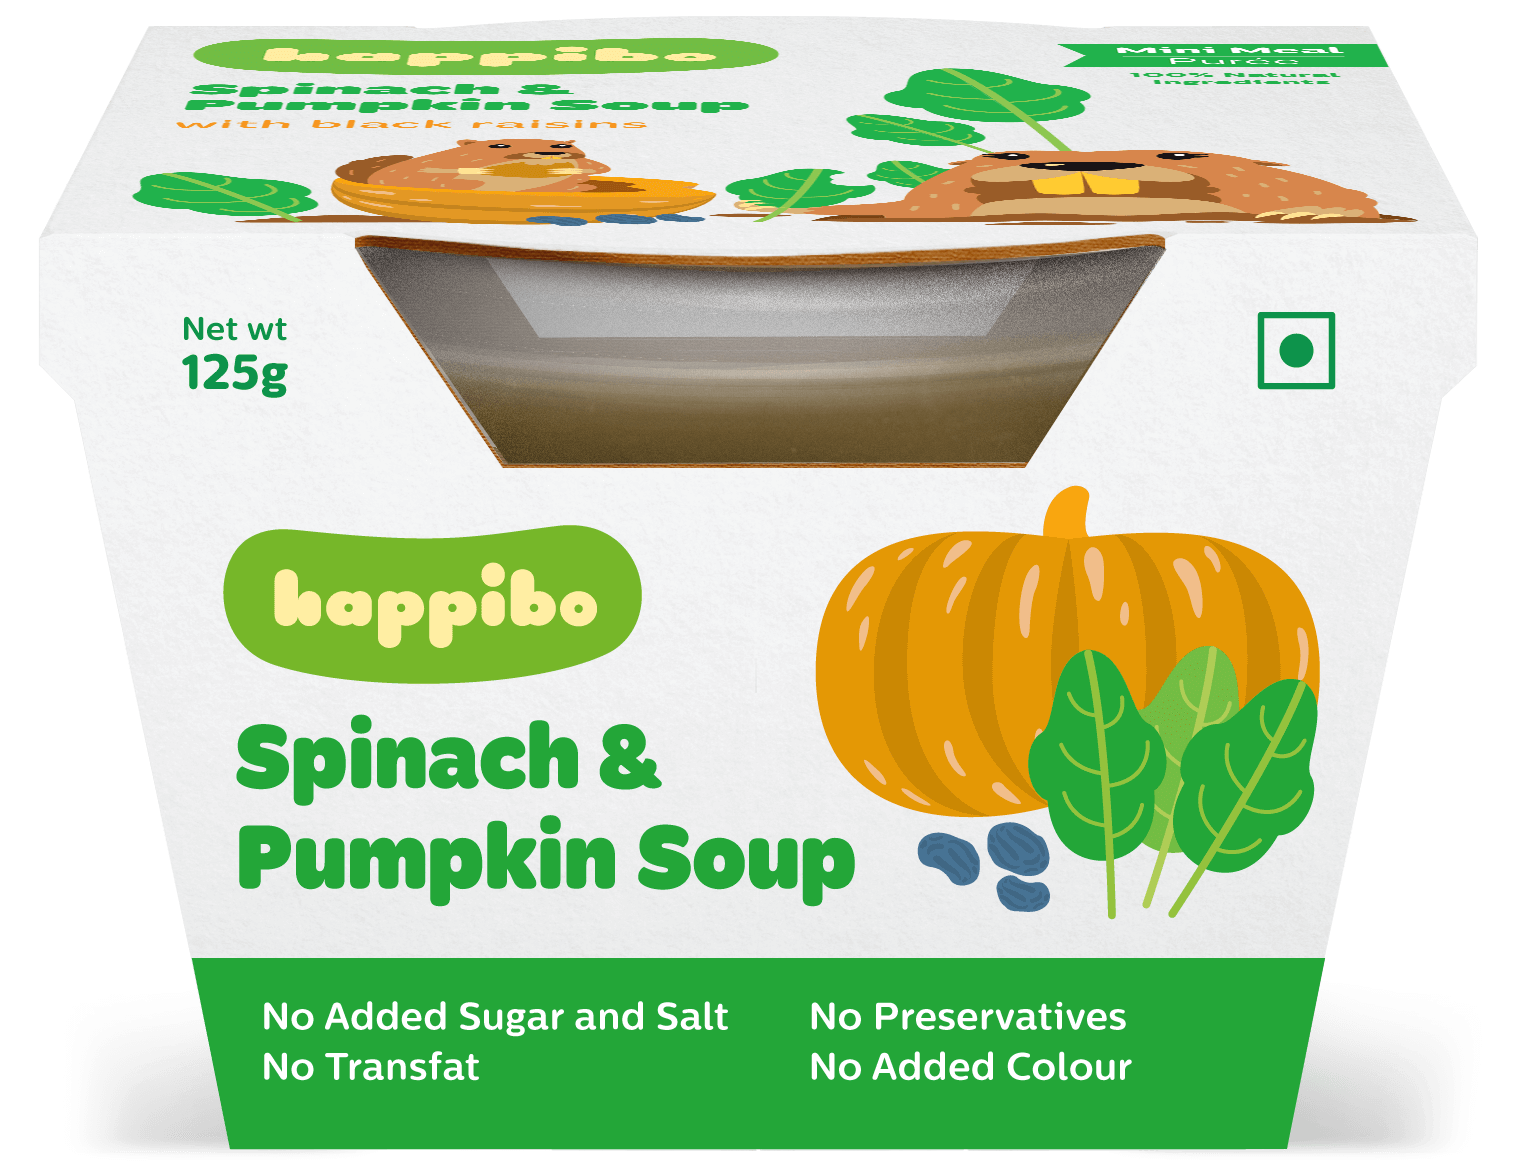 happibo
Spinach &
Pumpkin Soup
with black raisins
Mini Meal
Purée
100% Natural
Ingredients
Net wt
125g
happibo
Spinach &
Pumpkin Soup
No Added Sugar and Salt
No Transfat
No Preservatives
No Added Colour